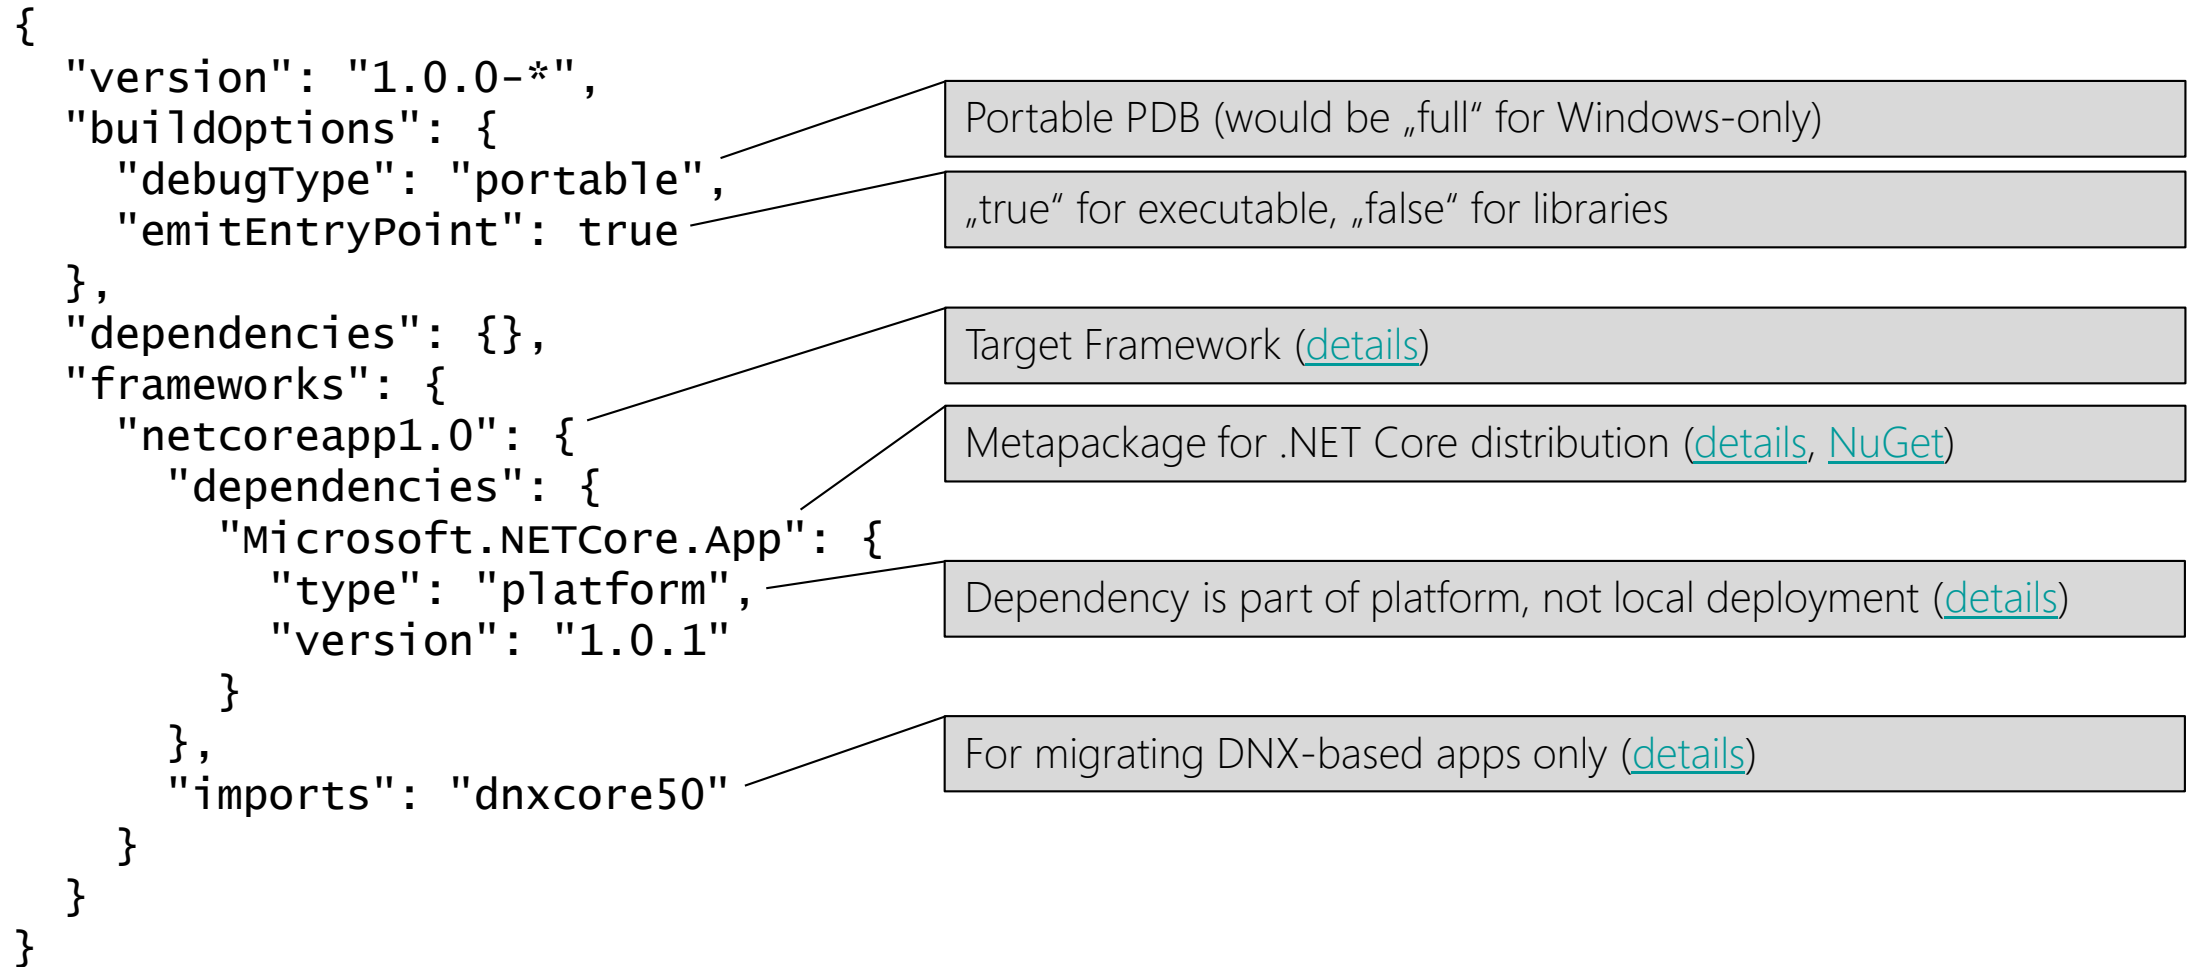 {
"version": "1.0.0-*",
"buildOptions": {
"debugType": "portable",
"emitEntryPoint": true
},
"dependencies": {},
"frameworks": {
"netcoreapp1.0": {
"dependencies": {
"Microsoft.NETCore.App": {
"type": "platform",
"version": "1.0.1"
}
},
"imports": "dnxcore50"
}
}
}
Portable PDB (would be „full“ for Windows-only)
„true“ for executable, „false“ for libraries
Target Framework (details)
Metapackage for .NET Core distribution (details, NuGet)
Dependency is part of platform, not local deployment (details)
For migrating DNX-based apps only (details)